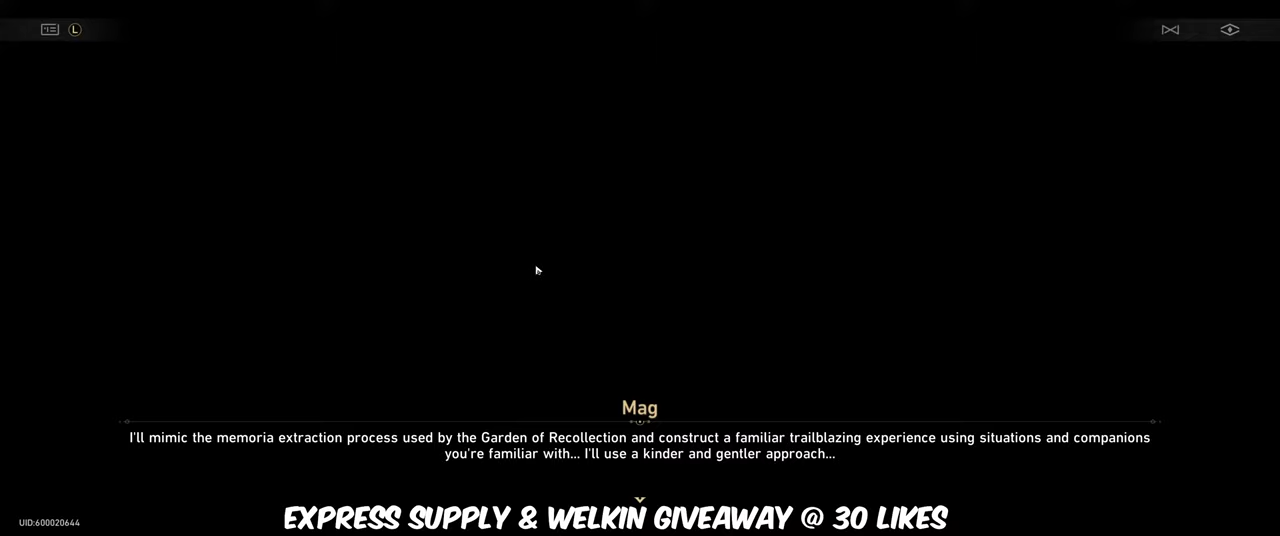 L
Mag
I'll mimic the memoria extraction process used by the Garden of Recollection and construct a familiar trailblazing experience using situations and companions
you're familiar with... I'll use a kinder and gentler approach...
EXPRESS SUPPLY & WELKIN GIVEAWAY @ 30 LIKES
UID:600020644